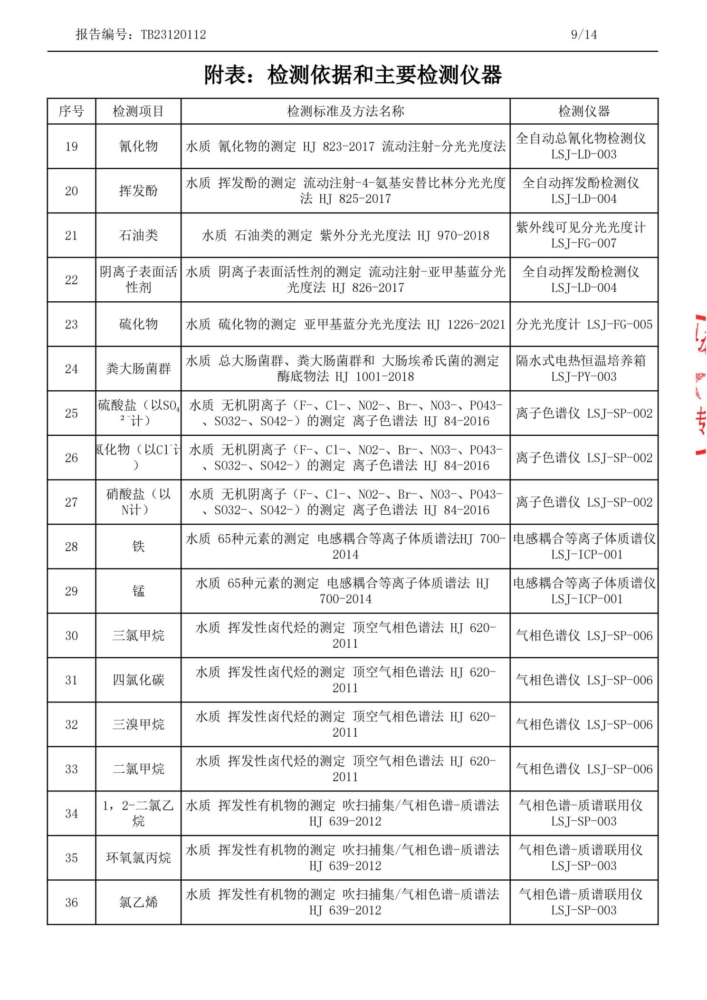 报告编号：TB23120112 9/14
附表：检测依据和主要检测仪器
序号 检测项目 检测标准及方法名称 检测仪器
19 氰化物 水质 氰化物的测定 HJ 823-2017 流动注射-分光光度法 全自动总氰化物检测仪
LSJ-LD-003
20 挥发酚 水质 挥发酚的测定 流动注射-4-氨基安替比林分光光度
法 HJ 825-2017
全自动挥发酚检测仪
LSJ-LD-004
21 石油类 水质 石油类的测定 紫外分光光度法 HJ 970-2018 紫外线可见分光光度计
LSJ-FG-007
22 阴离子表面活
性剂
水质 阴离子表面活性剂的测定 流动注射-亚甲基蓝分光
光度法 HJ 826-2017
全自动挥发酚检测仪
LSJ-LD-004
23 硫化物 水质 硫化物的测定 亚甲基蓝分光光度法 HJ 1226-2021 分光光度计 LSJ-FG-005
24 粪大肠菌群 水质 总大肠菌群、粪大肠菌群和 大肠埃希氏菌的测定
酶底物法 HJ 1001-2018
隔水式电热恒温培养箱
LSJ-PY-003
25 硫酸盐（以SO₄
²⁻计）
水质 无机阴离子（F-、Cl-、NO2-、Br-、NO3-、PO43-
、SO32-、SO42-）的测定 离子色谱法 HJ 84-2016
离子色谱仪 LSJ-SP-002
26 氯化物（以Cl⁻计
）
水质 无机阴离子（F-、Cl-、NO2-、Br-、NO3-、PO43-
、SO32-、SO42-）的测定 离子色谱法 HJ 84-2016
离子色谱仪 LSJ-SP-002
27 硝酸盐（以
N计）
水质 无机阴离子（F-、Cl-、NO2-、Br-、NO3-、PO43-
、SO32-、SO42-）的测定 离子色谱法 HJ 84-2016
离子色谱仪 LSJ-SP-002
28 铁 水质 65种元素的测定 电感耦合等离子体质谱法HJ 700-
2014
电感耦合等离子体质谱仪
LSJ-ICP-001
29 锰 水质 65种元素的测定 电感耦合等离子体质谱法 HJ
700-2014
电感耦合等离子体质谱仪
LSJ-ICP-001
30 三氯甲烷 水质 挥发性卤代烃的测定 顶空气相色谱法 HJ 620-
2011
气相色谱仪 LSJ-SP-006
31 四氯化碳 水质 挥发性卤代烃的测定 顶空气相色谱法 HJ 620-
2011
气相色谱仪 LSJ-SP-006
32 三溴甲烷 水质 挥发性卤代烃的测定 顶空气相色谱法 HJ 620-
2011
气相色谱仪 LSJ-SP-006
33 二氯甲烷 水质 挥发性卤代烃的测定 顶空气相色谱法 HJ 620-
2011
气相色谱仪 LSJ-SP-006
34 1，2-二氯乙
烷
水质 挥发性有机物的测定 吹扫捕集/气相色谱-质谱法
HJ 639-2012
气相色谱-质谱联用仪
LSJ-SP-003
35 环氧氯丙烷 水质 挥发性有机物的测定 吹扫捕集/气相色谱-质谱法
HJ 639-2012
气相色谱-质谱联用仪
LSJ-SP-003
36 氯乙烯 水质 挥发性有机物的测定 吹扫捕集/气相色谱-质谱法
HJ 639-2012
气相色谱-质谱联用仪
LSJ-SP-003
专